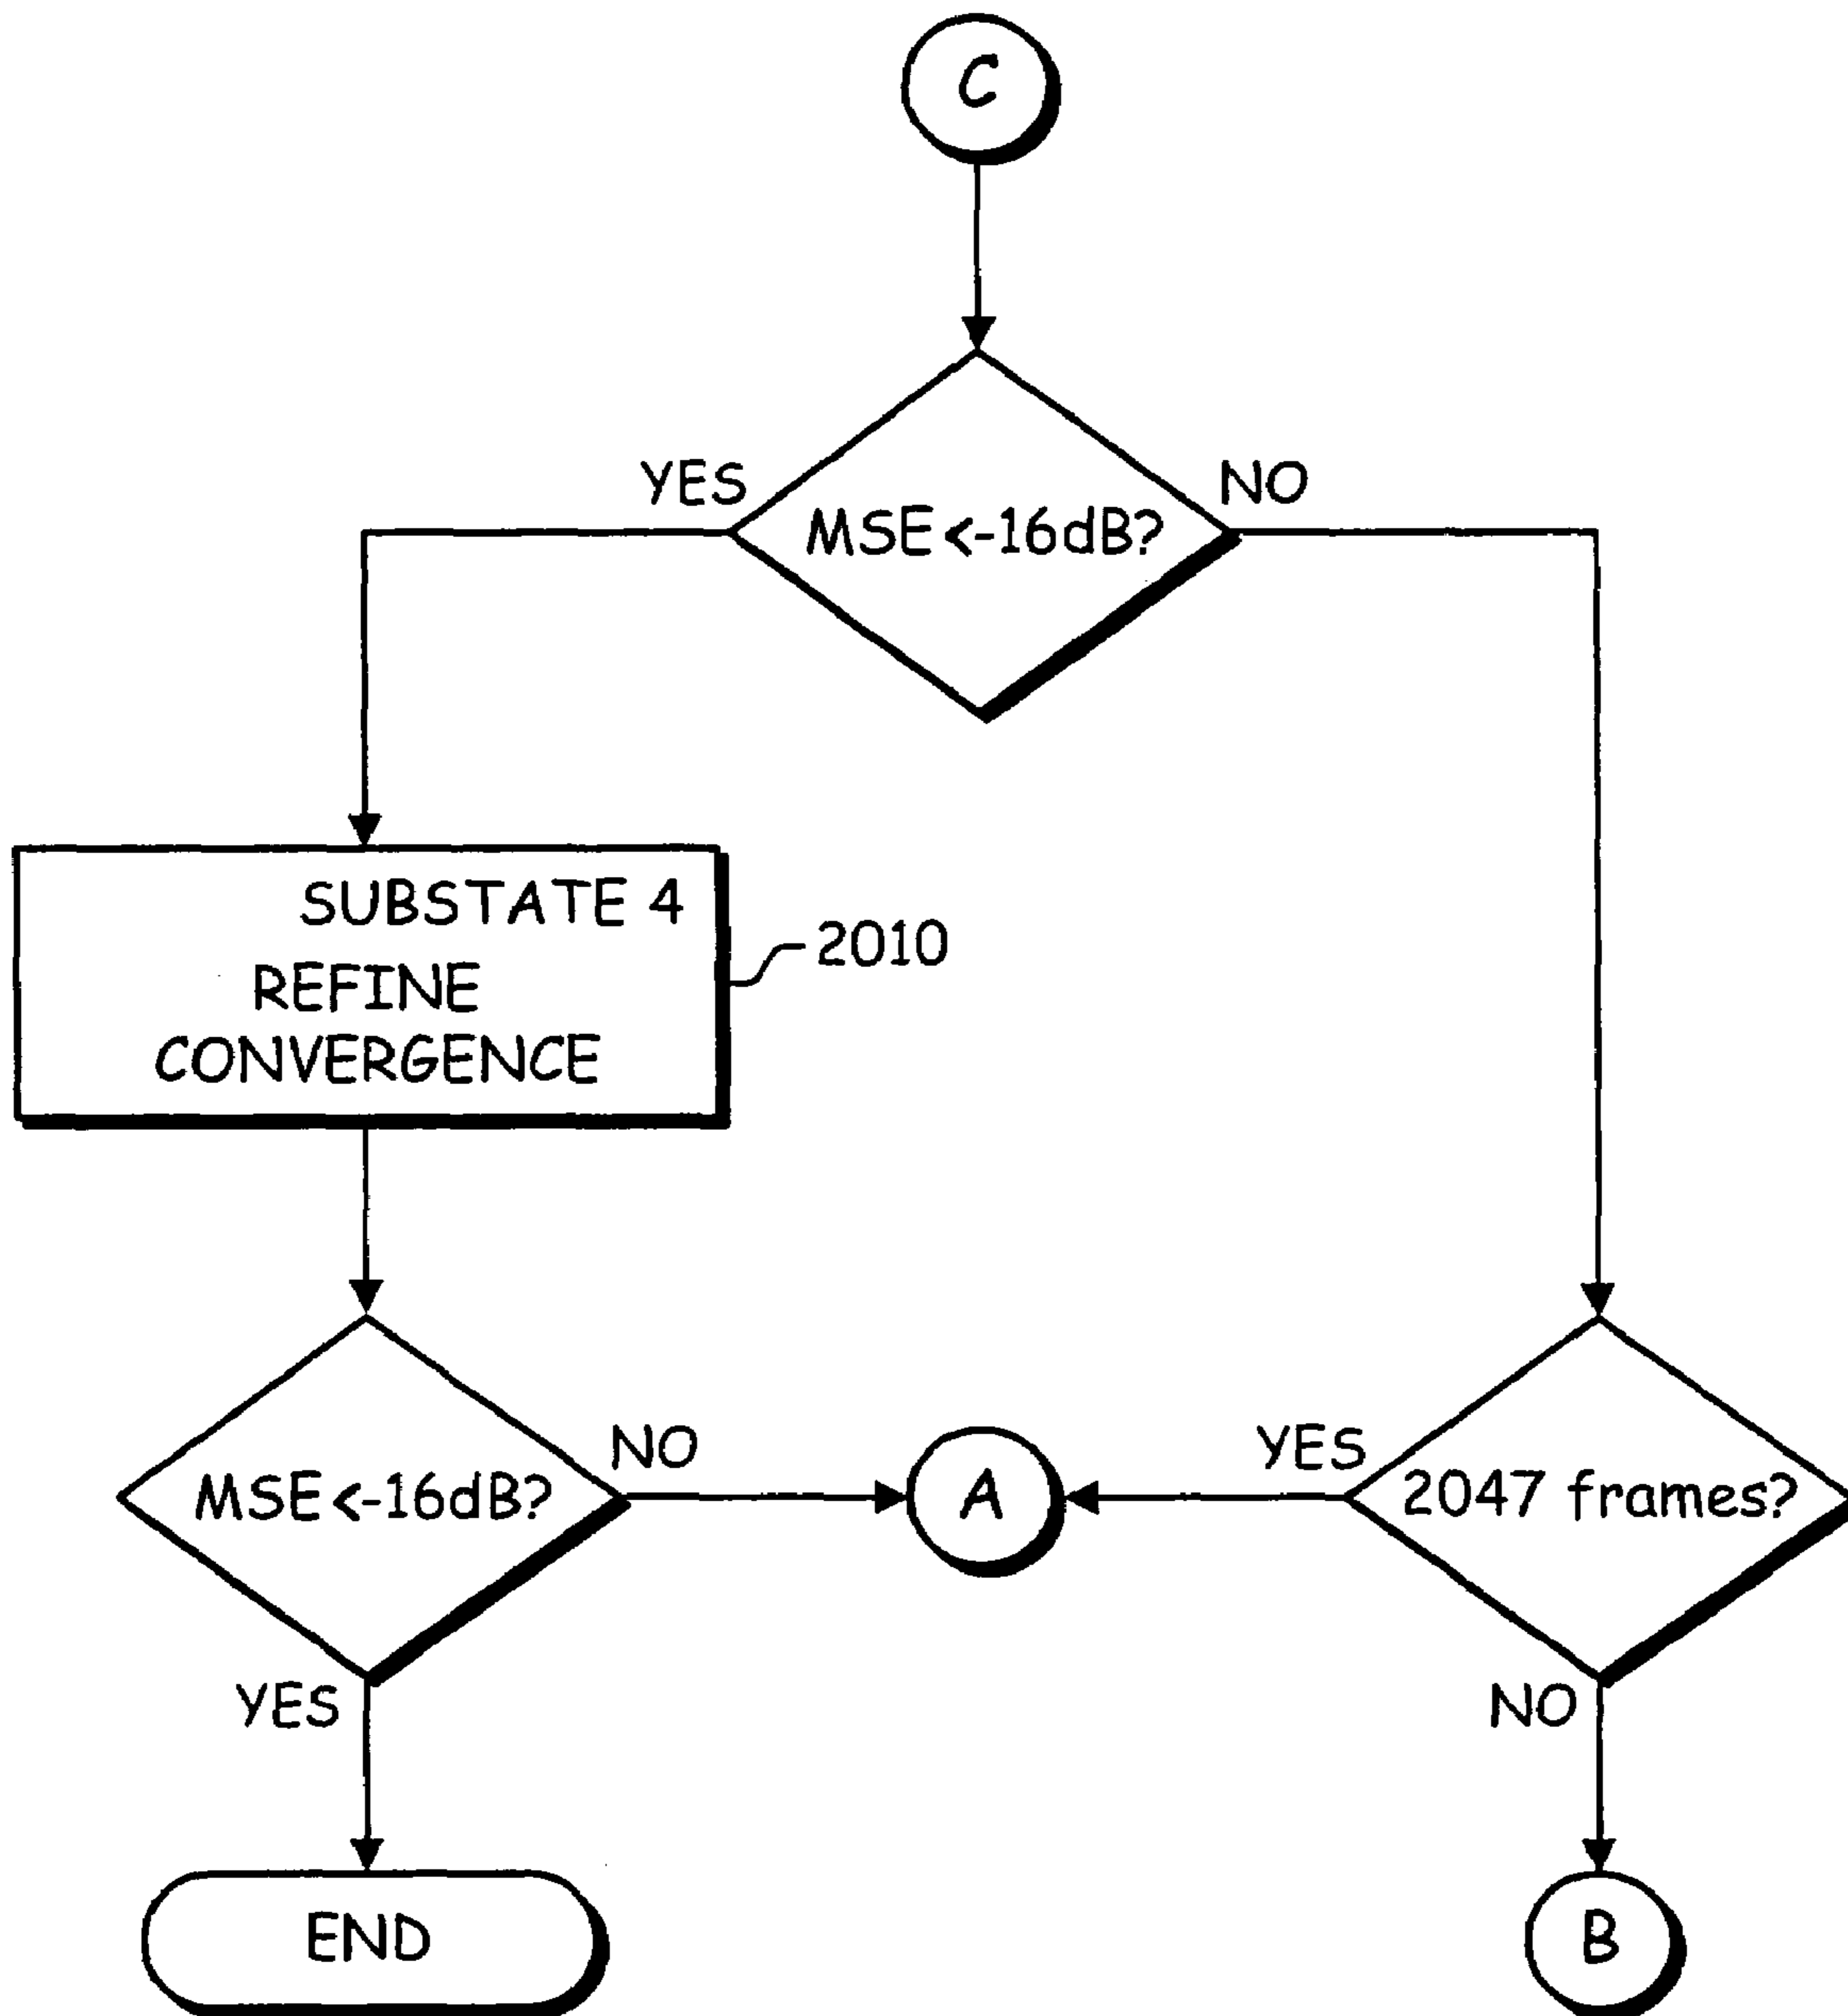 C
YES
NO
MSE<-16dB?
SUBSTATE 4
REFINE
CONVERGENCE
2010
NO
YES
MSE<-16dB?
A
2047 frames?
YES
NO
END
B